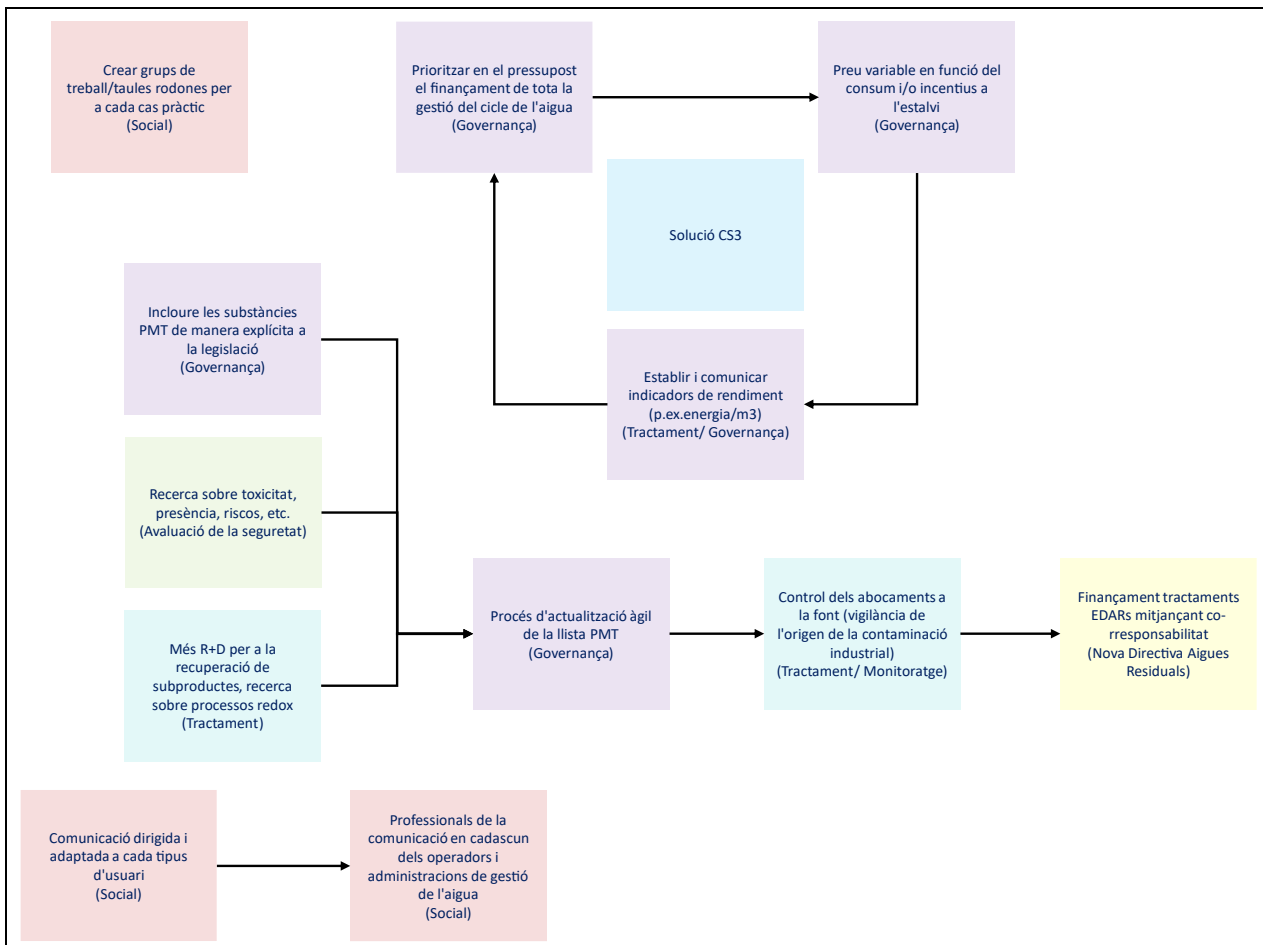 Crear grups de
treball/taules rodones per
a cada cas pràctic
(Social)
Prioritzar en el pressupost
el finançament de tota la
gestió del cicle de l'aigua
(Governança)
Preu variable en funció del
consum i/o incentius a
l'estalvi
(Governança)
Solució CS3
Incloure les substàncies
PMT de manera explícita a
la legislació
(Governança)
Establir i comunicar
indicadors de rendiment
(p.ex.energia/m3)
(Tractament/ Governança)
Recerca sobre toxicitat,
presència, riscos, etc.
(Avaluació de la seguretat)
Més R+D per a la
recuperació de
subproductes, recerca
sobre processos redox
(Tractament)
Procés d'actualització àgil
de la llista PMT
(Governança)
Control dels abocaments a
la font (vigilància de
l'origen de la contaminació
industrial)
(Tractament/ Monitoratge)
Finançament tractaments
EDARs mitjançant co-
rresponsabilitat
(Nova Directiva Aigues
Residuals)
Comunicació dirigida i
adaptada a cada tipus
d'usuari
(Social)
Professionals de la
comunicació en cadascun
dels operadors i
administracions de gestió
de l'aigua
(Social)